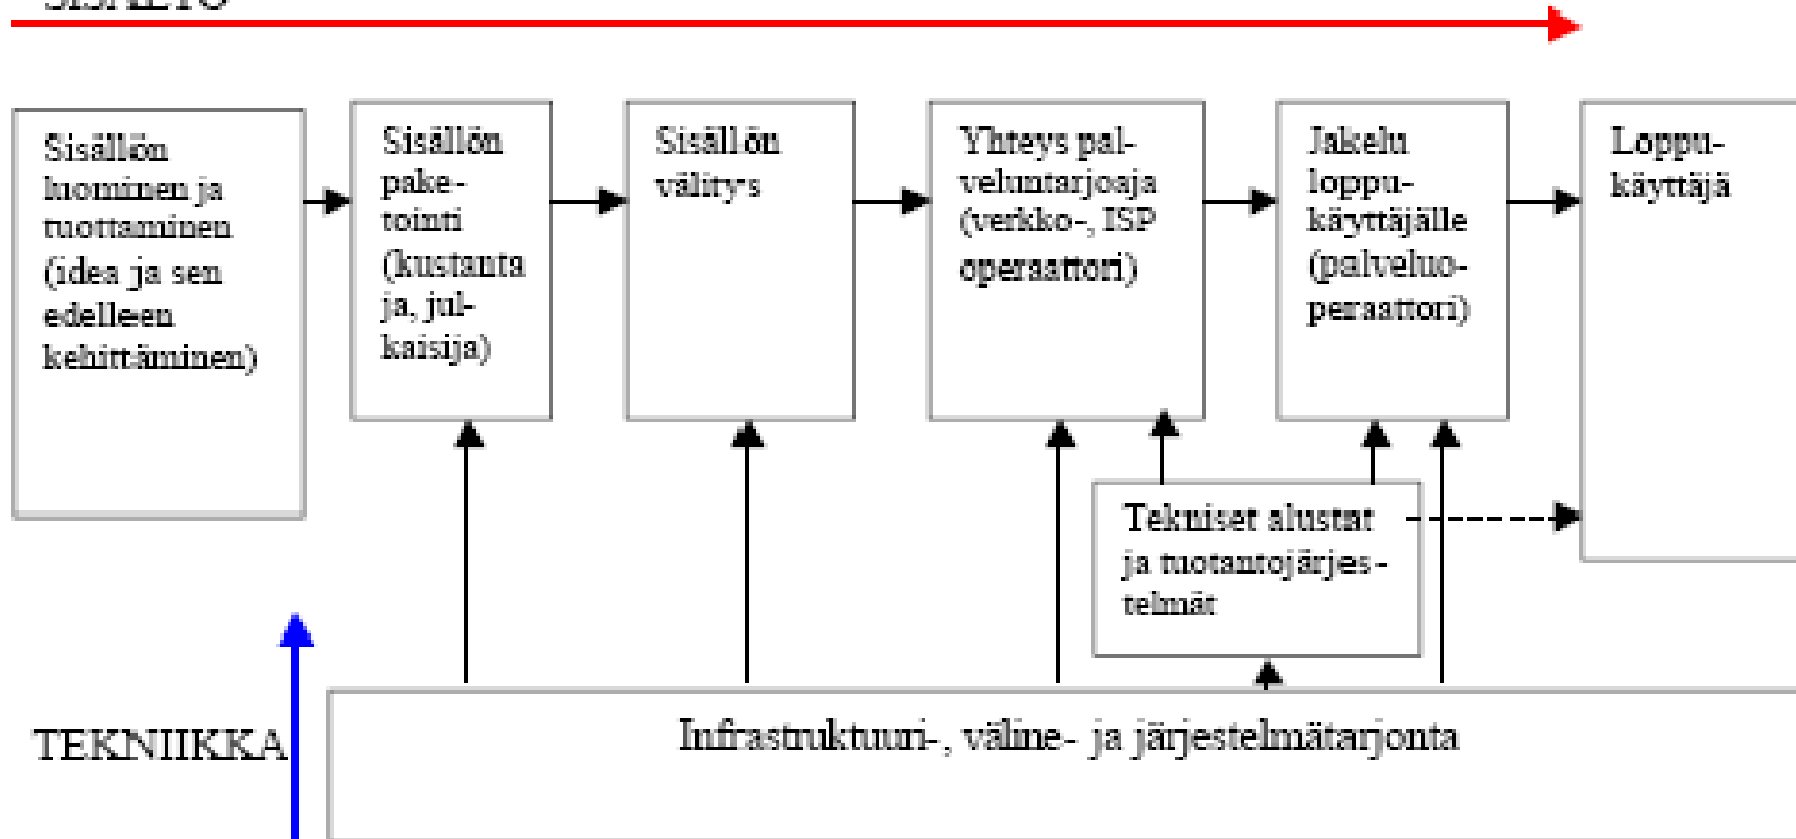 SISÄLTÖ
Sisällön
luominen ja
tuottaminen
(idea ja sen
edelleen
kehittäminen)
Sisällön
pake-
tointi
(kustanta
ja, jul-
kaisija)
Sisällön
välitys
Yhteys pal-
veluntarjoaja
(verkko-, ISP
operaattori)
Jakelu
loppu-
käyttäjälle
(palveluo-
peraattori)
Loppu-
käyttäjä
Tekniset alustat
ja tuotantojärjes-
telmät
TEKNIIKKA
Infrastruktuuri-, väline- ja järjestelmätarjonta